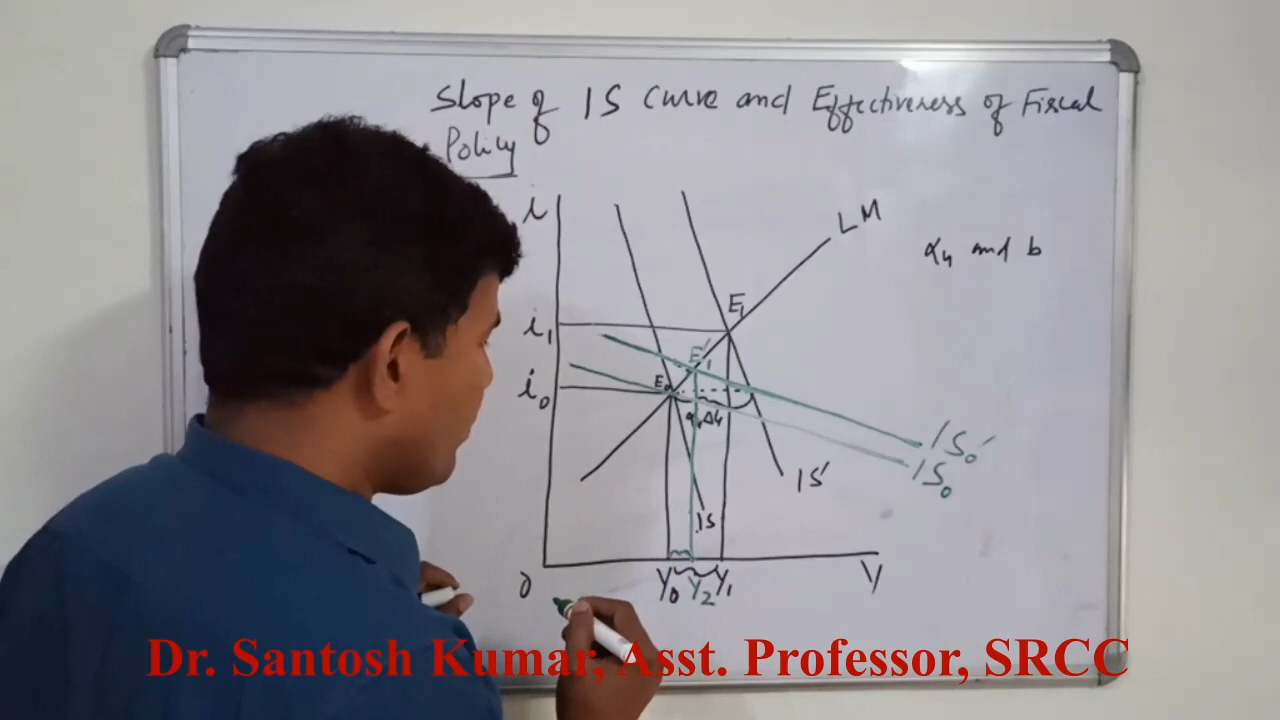 Slope of IS Curve and Effectiveness of Fiscal
Policy
i
LM
α₄ and b
E₁
i₁
E₁′
E₀
i₀
IS₀′
IS₀
IS′
IS
0
Y₀ Y₂ Y₁
Y
Dr. Santosh Kumar, Asst. Professor, SRCC